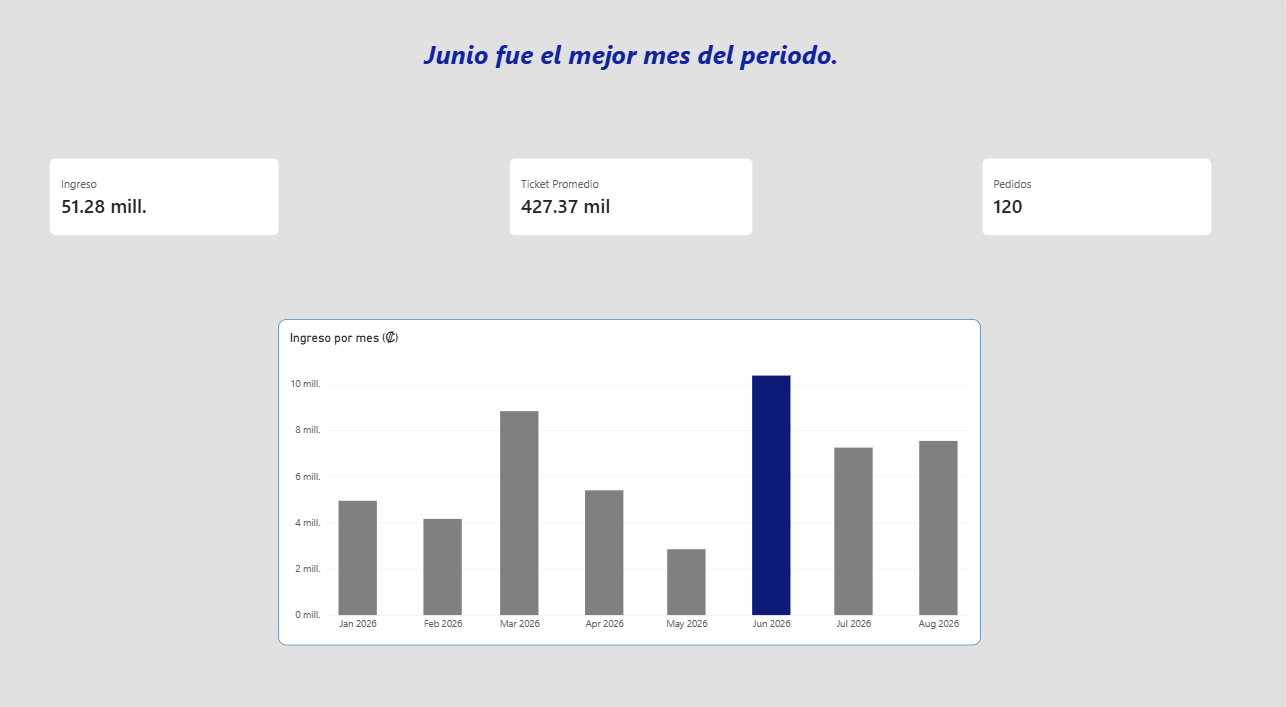 Junio fue el mejor mes del periodo.
Ingreso
51.28 mill.
Ticket Promedio
427.37 mil
Pedidos
120
Ingreso por mes (₡)
10 mill.
8 mill.
6 mill.
4 mill.
2 mill.
0 mill.
Jan 2026 Feb 2026 Mar 2026 Apr 2026 May 2026 Jun 2026 Jul 2026 Aug 2026